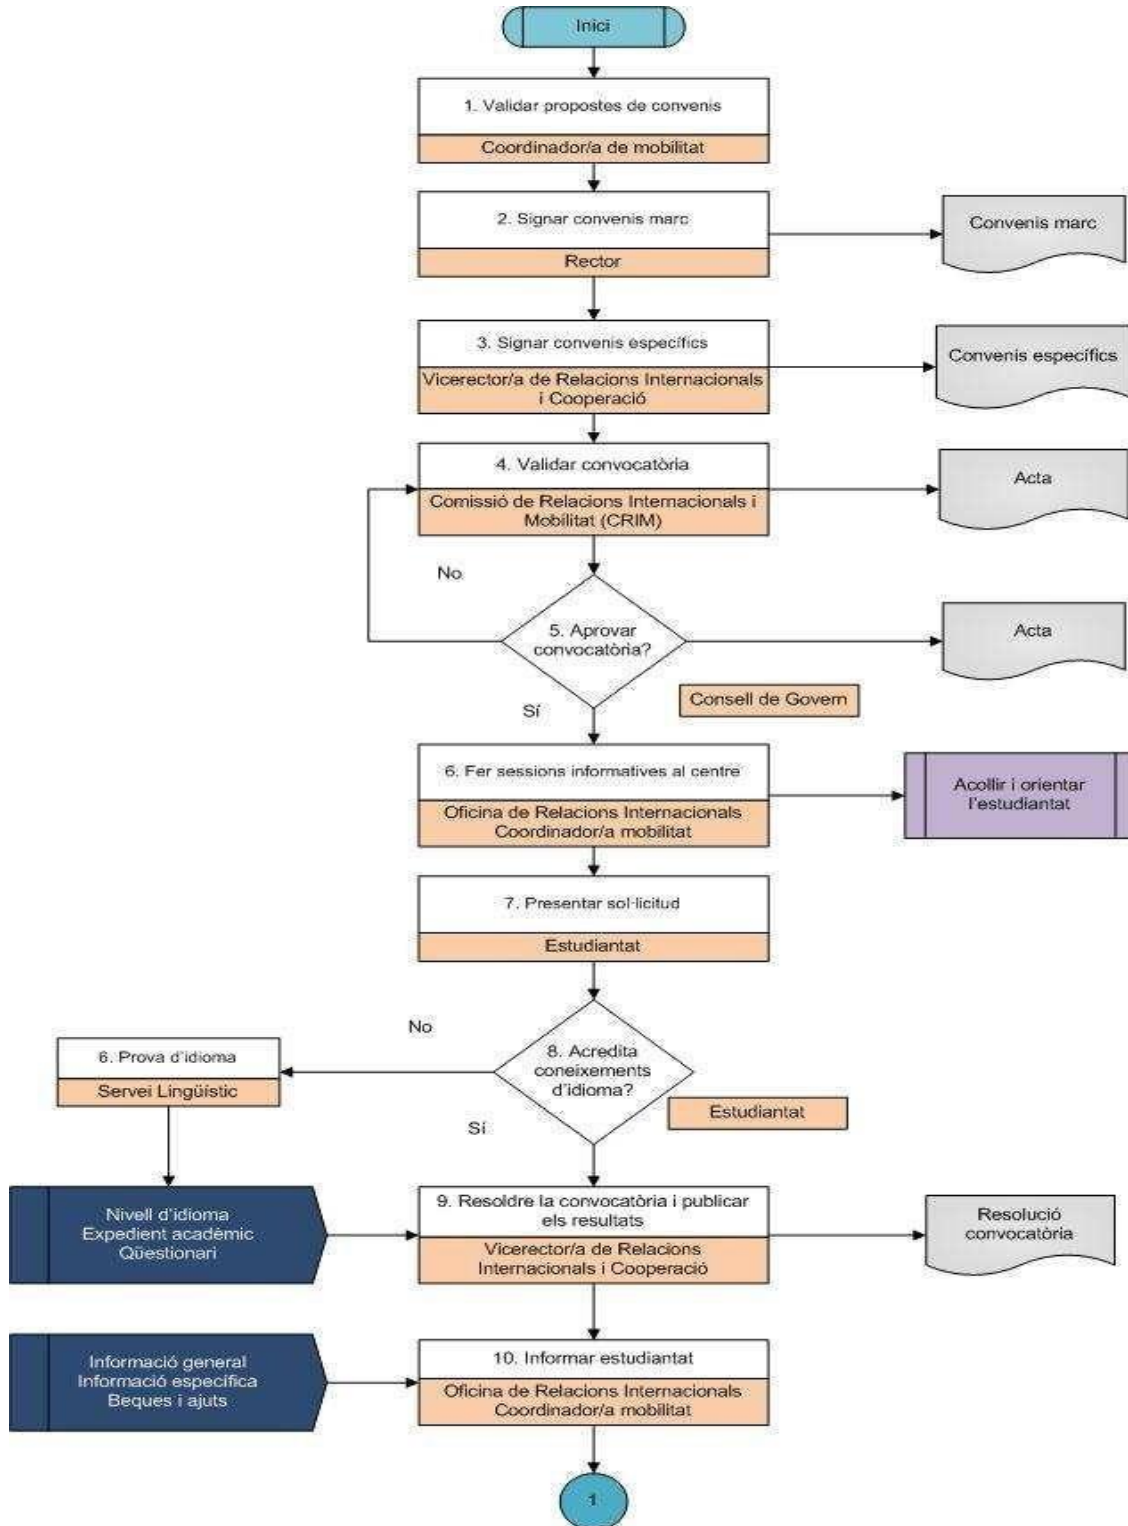 Inici
1. Validar propostes de convenis
Coordinador/a de mobilitat
2. Signar convenis marc
Rector
Convenis marc
3. Signar convenis específics
Vicerector/a de Relacions Internacionals
i Cooperació
Convenis específics
4. Validar convocatòria
Comissió de Relacions Internacionals i
Mobilitat (CRIM)
Acta
No
5. Aprovar
convocatòria?
Acta
Consell de Govern
Sí
6. Fer sessions informatives al centre
Oficina de Relacions Internacionals
Coordinador/a mobilitat
Acollir i orientar
l'estudiantat
7. Presentar sol·licitud
Estudiantat
No
8. Acredita
coneixements
d'idioma?
6. Prova d'idioma
Servei Lingüístic
Estudiantat
Sí
Nivell d'idioma
Expedient acadèmic
Qüestionari
9. Resoldre la convocatòria i publicar
els resultats
Vicerector/a de Relacions
Internacionals i Cooperació
Resolució
convocatòria
Informació general
Informació específica
Beques i ajuts
10. Informar estudiantat
Oficina de Relacions Internacionals
Coordinador/a mobilitat
1